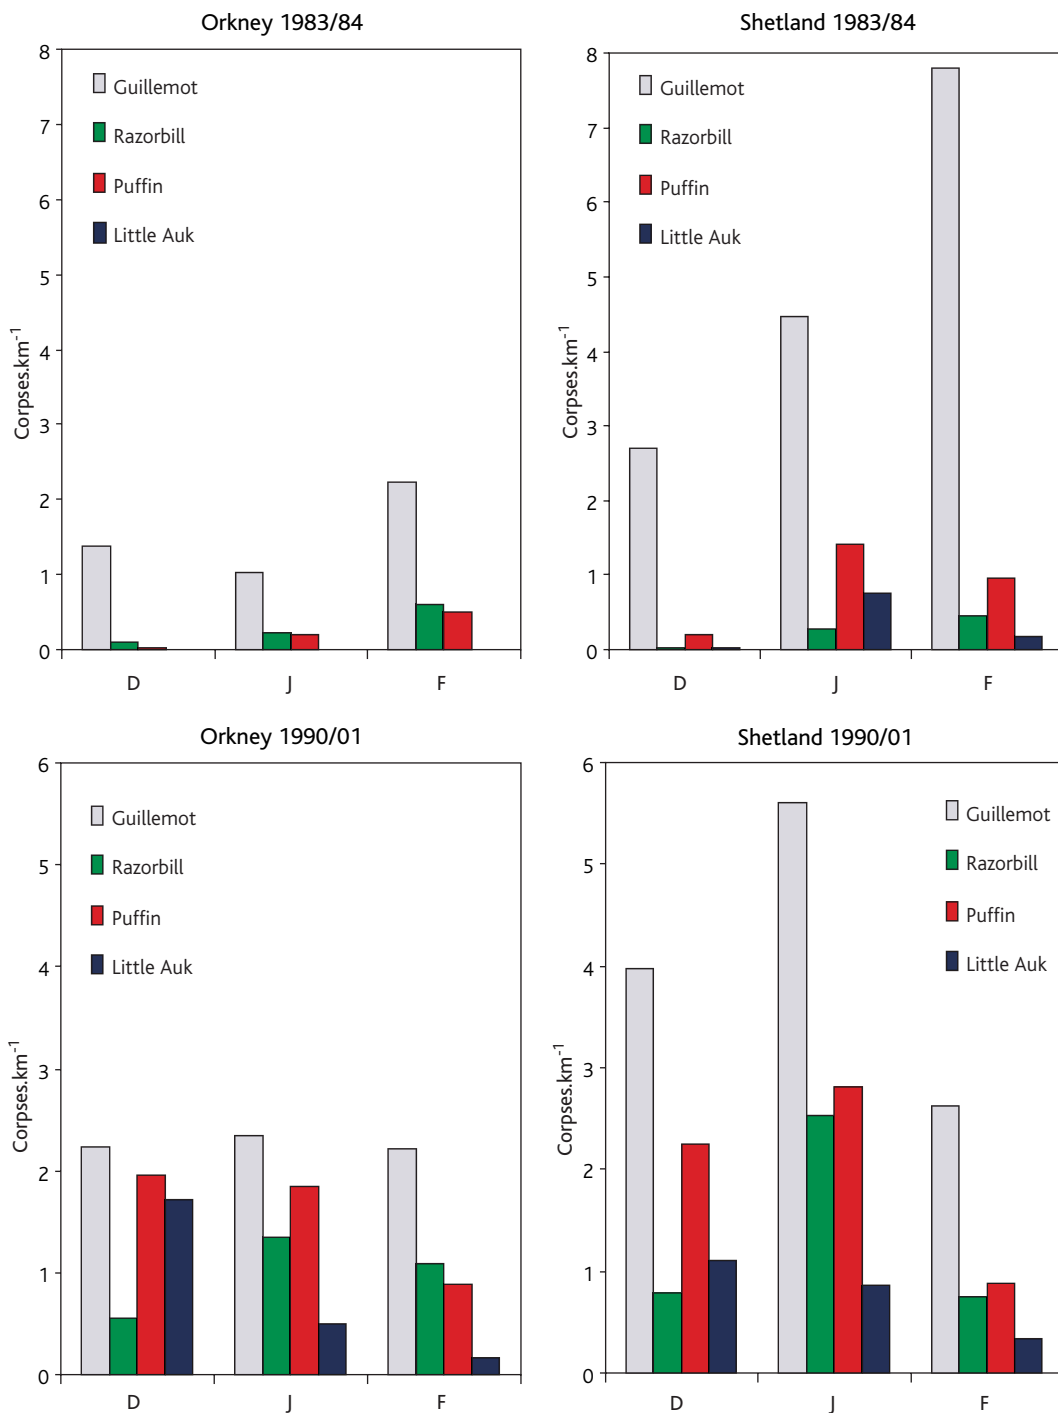 Orkney 1983/84
8
7
6
5
4
3
2
1
0
Corpses.km-1
Guillemot
Razorbill
Puffin
Little Auk
D J F
Shetland 1983/84
8
7
6
5
4
3
2
1
0
Corpses.km-1
Guillemot
Razorbill
Puffin
Little Auk
D J F
Orkney 1990/01
6
5
4
3
2
1
0
Corpses.km-1
Guillemot
Razorbill
Puffin
Little Auk
D J F
Shetland 1990/01
6
5
4
3
2
1
0
Corpses.km-1
Guillemot
Razorbill
Puffin
Little Auk
D J F